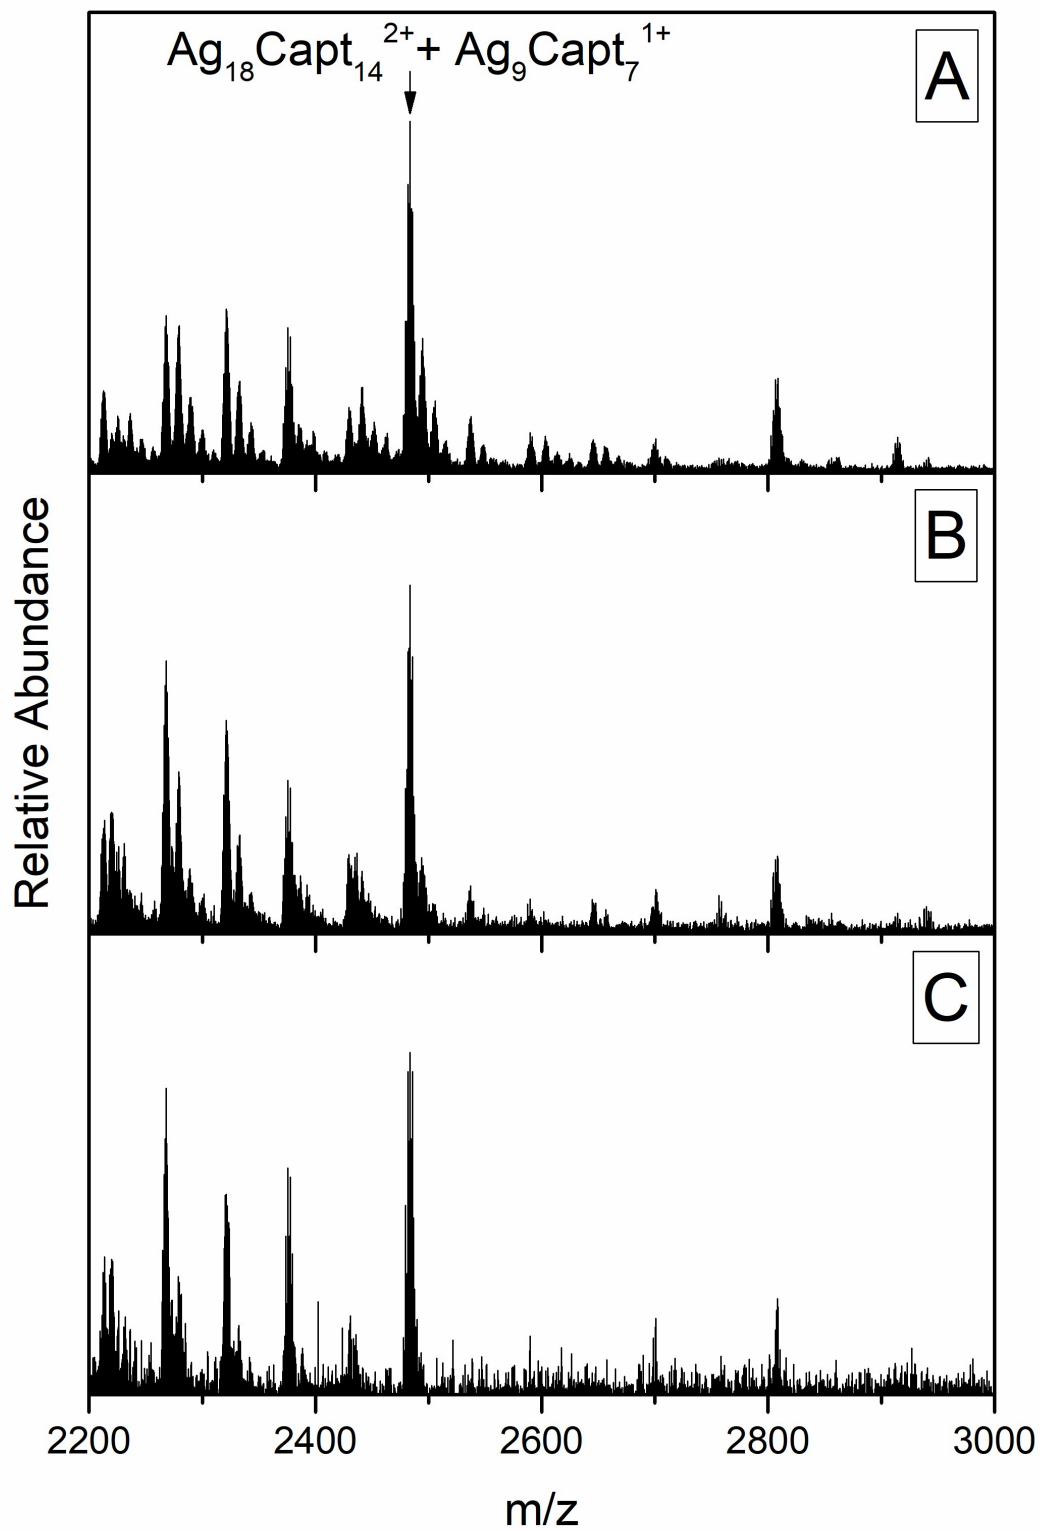 Ag18Capt14 2+ + Ag9Capt7 1+
A
B
C
Relative Abundance
2200 2400 2600 2800 3000
m/z